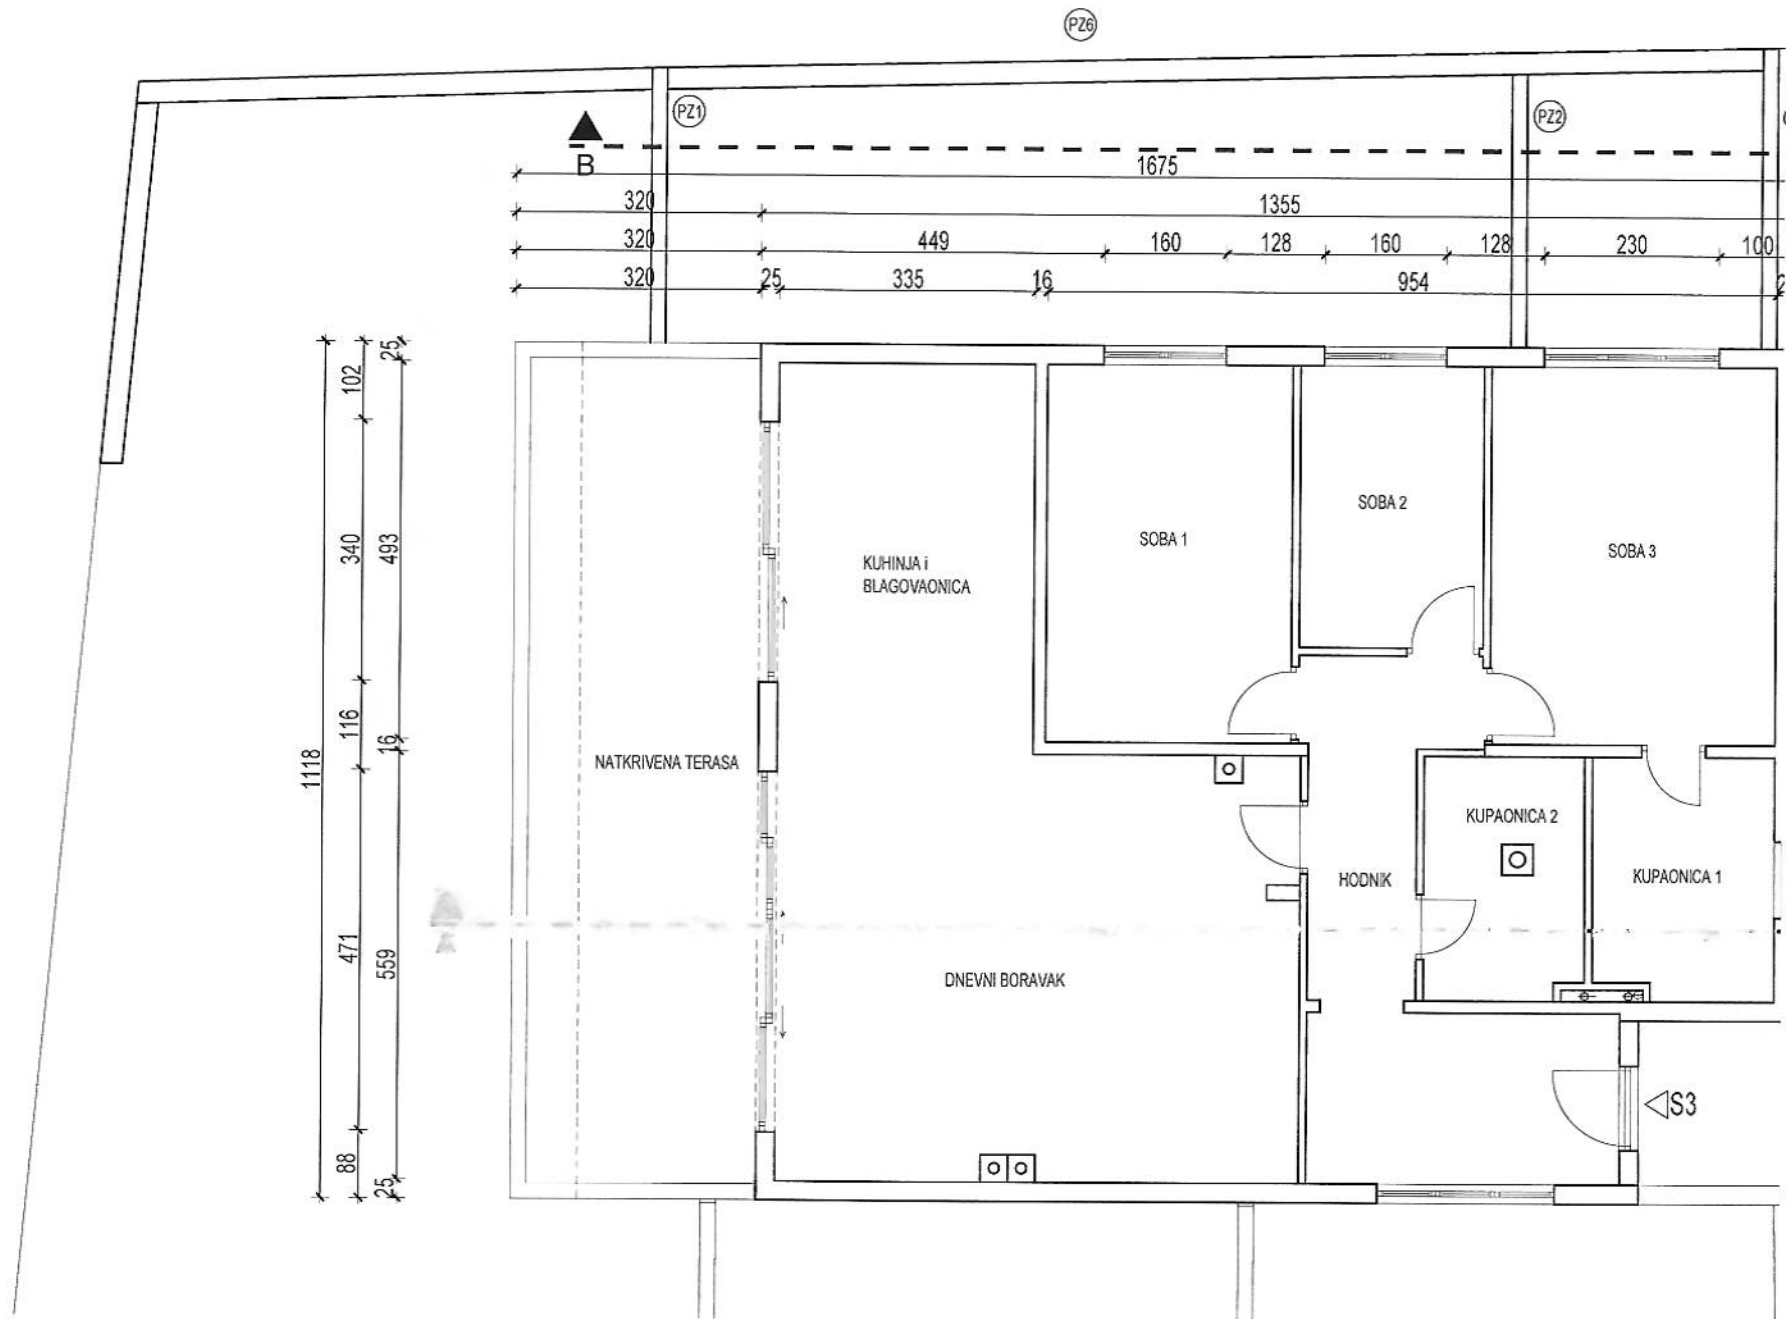 PZ6
PZ1
PZ2
B
1675
320
1355
320
449
160
128
160
128
230
100
320
25
335
16
954
25
102
340
493
116
16
1118
471
559
88
25
SOBA 1
SOBA 2
SOBA 3
KUHINJA i
BLAGOVAONICA
NATKRIVENA TERASA
KUPAONICA 2
HODNIK
KUPAONICA 1
DNEVNI BORAVAK
S3